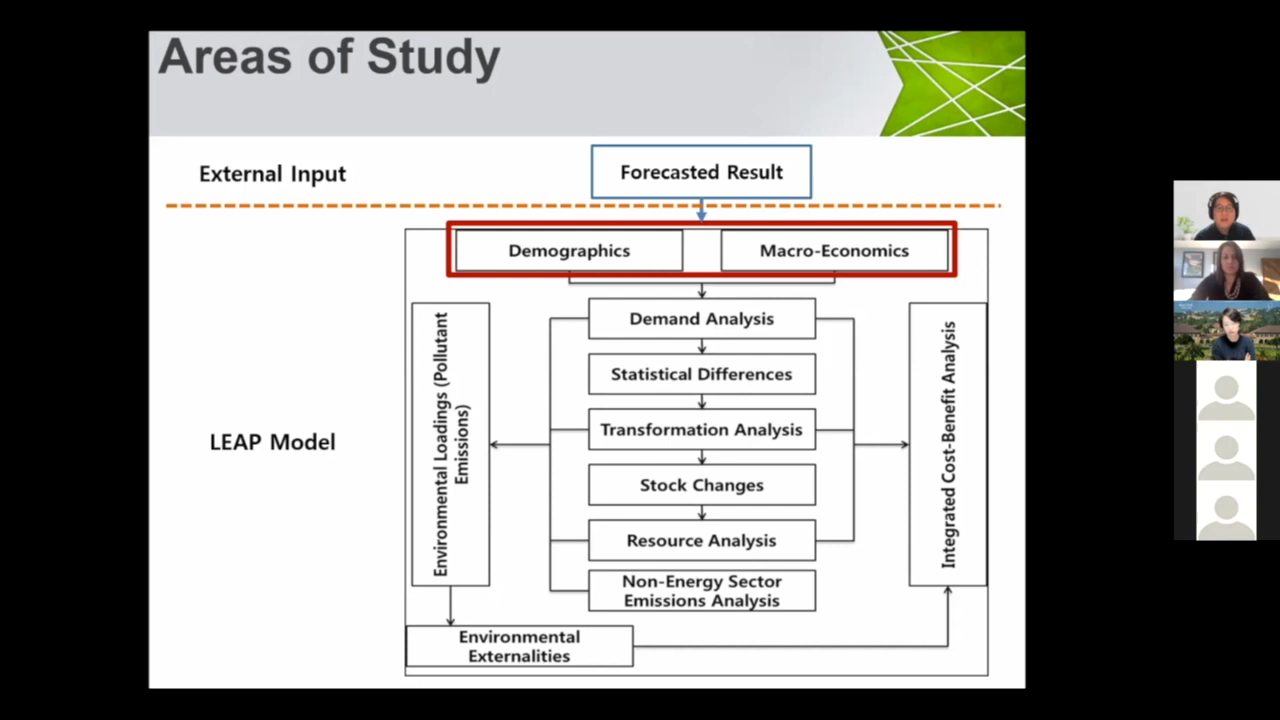 Areas of Study
External Input
Forecasted Result
Demographics
Macro-Economics
Demand Analysis
Statistical Differences
LEAP Model
Environmental Loadings (Pollutant
Emissions)
Transformation Analysis
Integrated Cost-Benefit Analysis
Stock Changes
Resource Analysis
Non-Energy Sector
Emissions Analysis
Environmental
Externalities